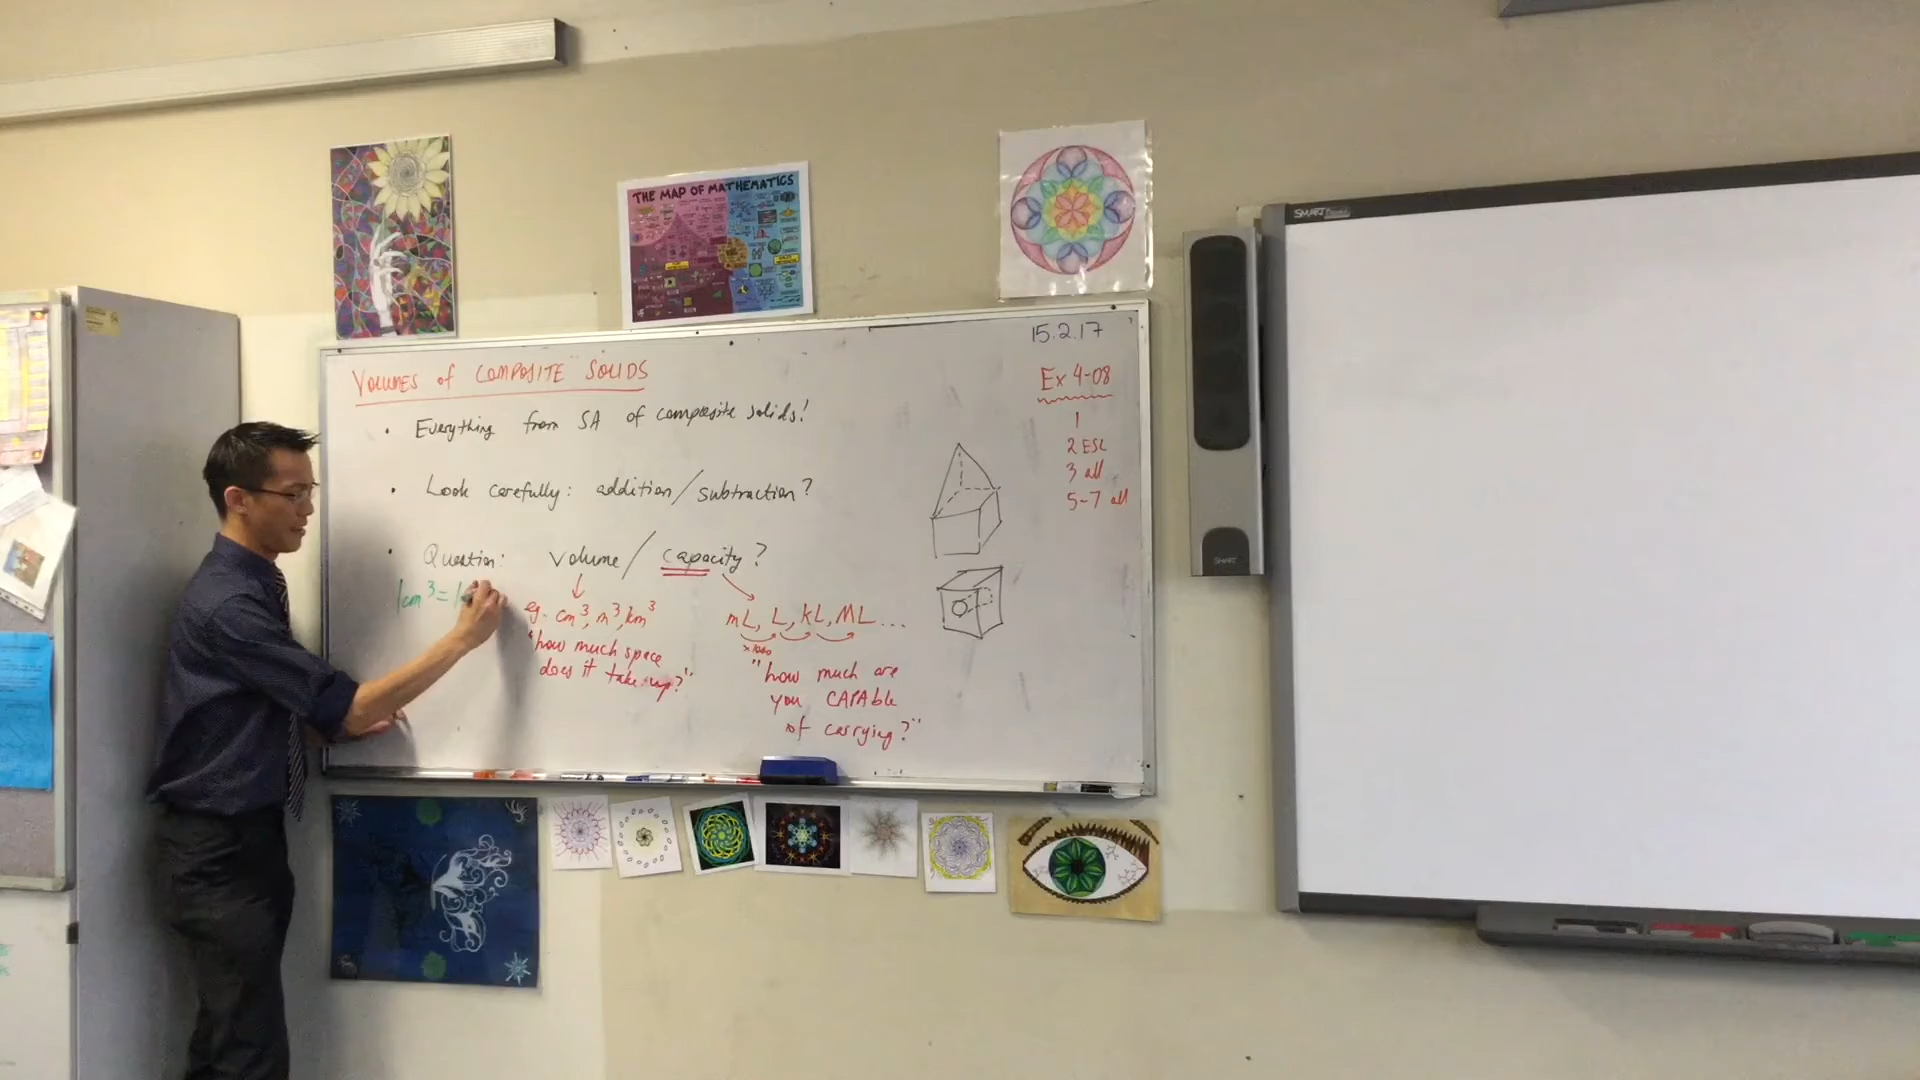 THE MAP OF MATHEMATICS
SMART
15.2.17
VOLUMES of COMPOSITE SOLIDS
Everything from SA of composite solids!
Look carefully: addition/subtraction?
Question: Volume/capacity?
1cm³=1
eg. cm³, m³, km³
"how much space
does it take up?"
mL, L, kL, ML...
×1000
"how much are
you CAPAble
of carrying?"
Ex 4-08
1
2 ESL
3 all
5-7 all
SMART